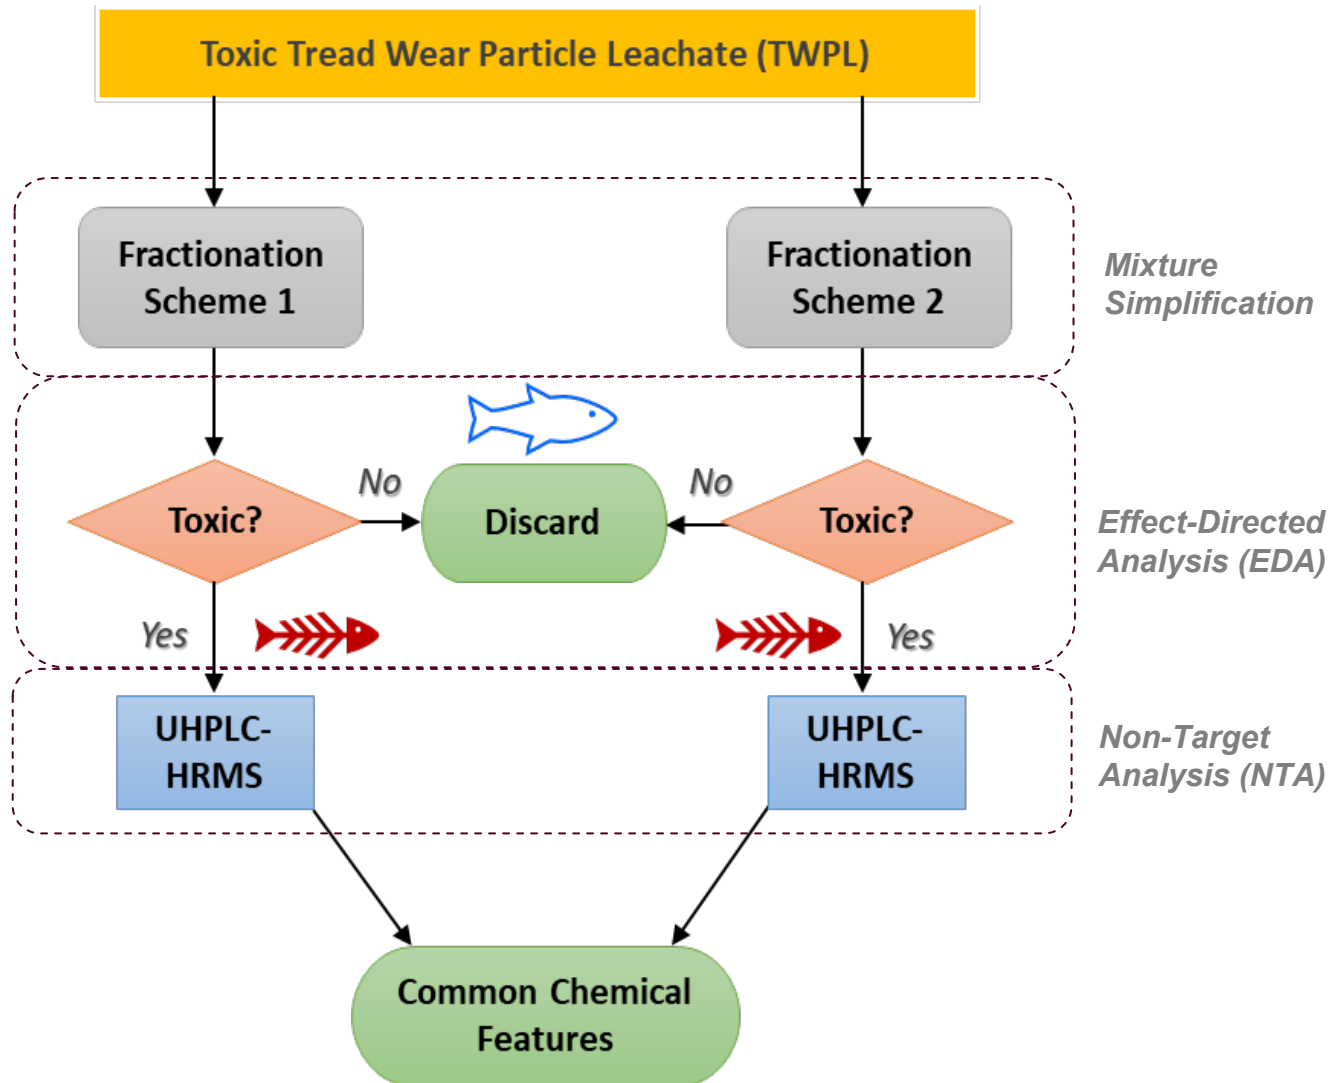 Toxic Tread Wear Particle Leachate (TWPL)
Fractionation
Scheme 1
Fractionation
Scheme 2
Mixture
Simplification
Toxic?
No
Discard
No
Toxic?
Effect-Directed
Analysis (EDA)
Yes
Yes
UHPLC-
HRMS
UHPLC-
HRMS
Non-Target
Analysis (NTA)
Common Chemical
Features